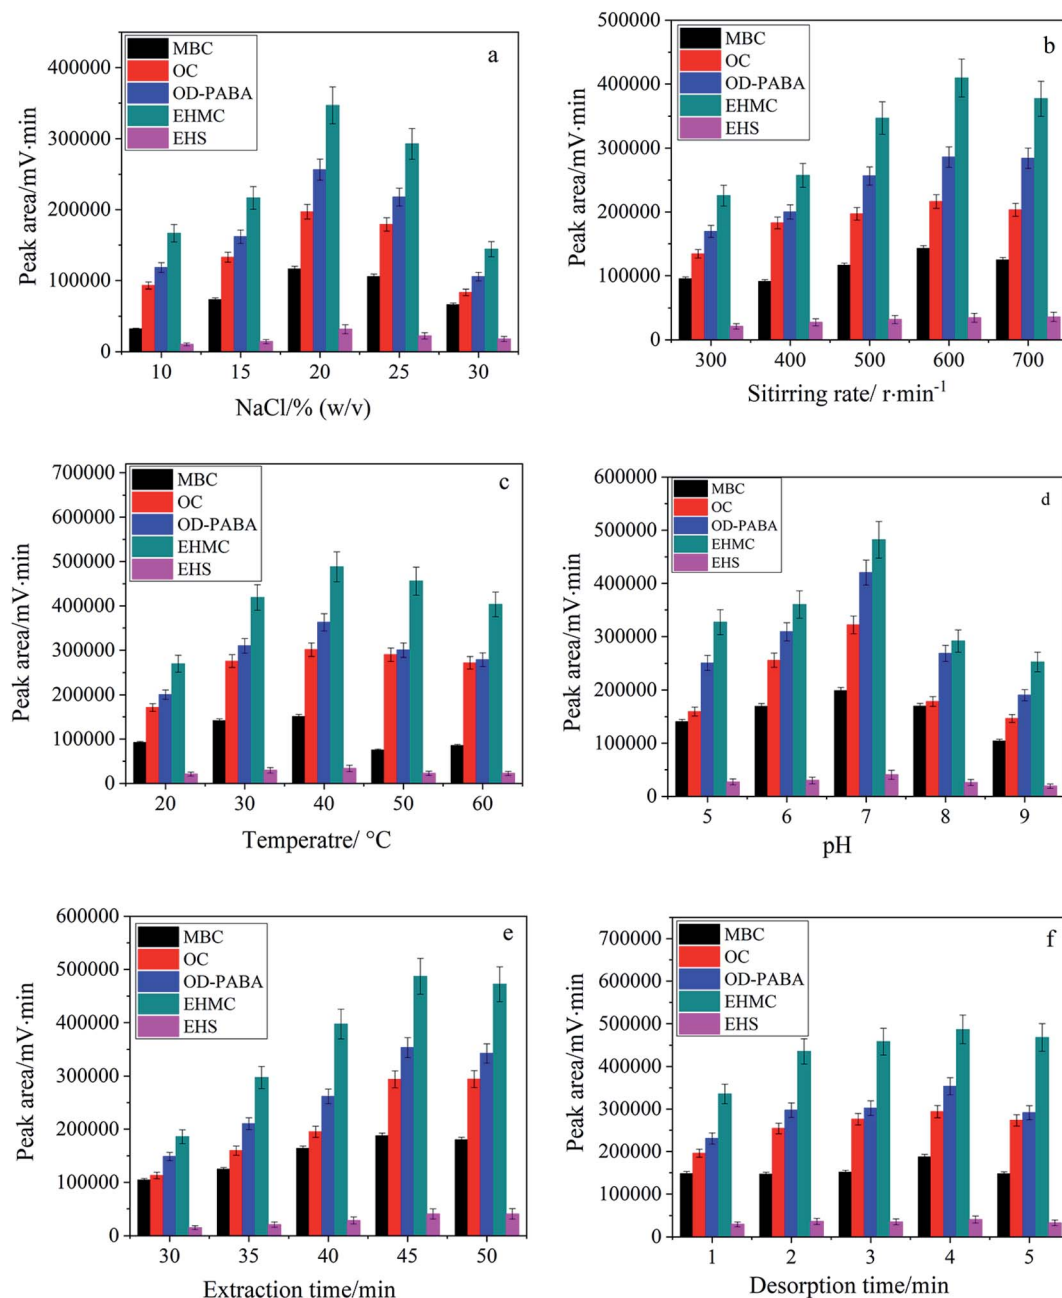 a
MBC
OC
OD-PABA
EHMC
EHS
Peak area/mV·min
400000
300000
200000
100000
0
10 15 20 25 30
NaCl/% (w/v)
b
MBC
OC
OD-PABA
EHMC
EHS
Peak area/mV·min
500000
400000
300000
200000
100000
0
300 400 500 600 700
Sitirring rate/ r·min-1
c
MBC
OC
OD-PABA
EHMC
EHS
Peak area/mV·min
700000
600000
500000
400000
300000
200000
100000
0
20 30 40 50 60
Temperatre/ °C
d
MBC
OC
OD-PABA
EHMC
EHS
Peak area/mV·min
600000
500000
400000
300000
200000
100000
0
5 6 7 8 9
pH
e
MBC
OC
OD-PABA
EHMC
EHS
Peak area/mV·min
600000
500000
400000
300000
200000
100000
0
30 35 40 45 50
Extraction time/min
f
MBC
OC
OD-PABA
EHMC
EHS
Peak area/mV·min
700000
600000
500000
400000
300000
200000
100000
0
1 2 3 4 5
Desorption time/min